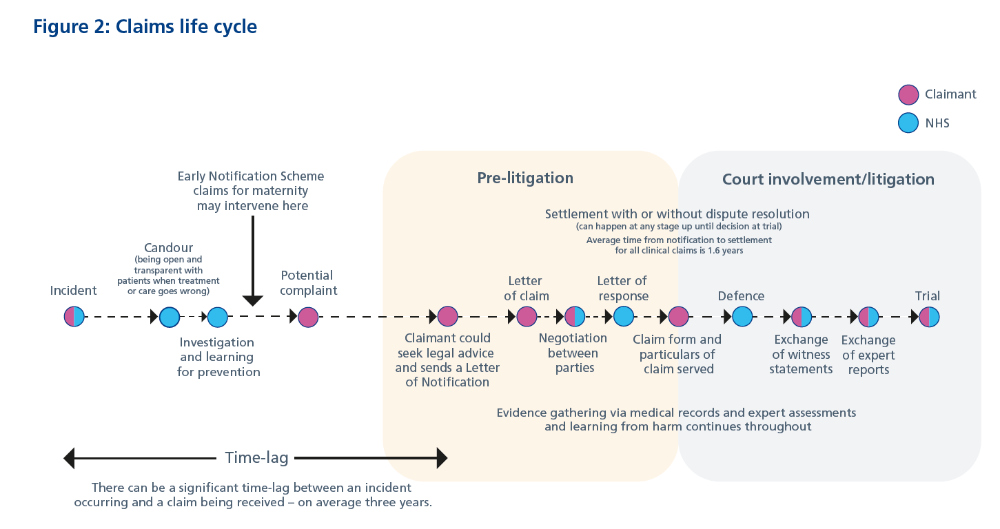 Figure 2: Claims life cycle
Claimant
NHS
Pre-litigation
Court involvement/litigation
Early Notification Scheme
claims for maternity
may intervene here
Settlement with or without dispute resolution
(can happen at any stage up until decision at trial)
Average time from notification to settlement
for all clinical claims is 1.6 years
Incident
Candour
(being open and
transparent with
patients when treatment
or care goes wrong)
Investigation
and learning
for prevention
Potential
complaint
Claimant could
seek legal advice
and sends a Letter
of Notification
Letter
of claim
Negotiation
between
parties
Letter of
response
Claim form and
particulars of
claim served
Defence
Exchange
of witness
statements
Exchange
of expert
reports
Trial
Evidence gathering via medical records and expert assessments
and learning from harm continues throughout
Time-lag
There can be a significant time-lag between an incident
occurring and a claim being received – on average three years.